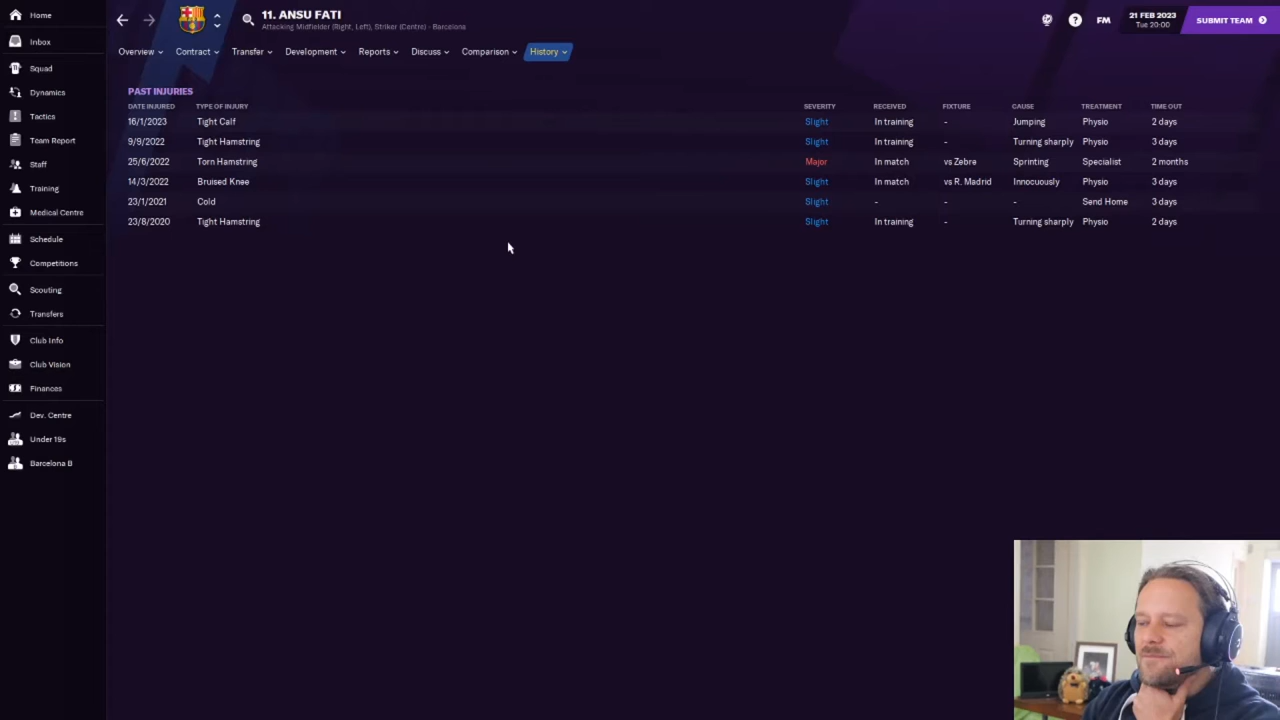 Home
Inbox
Squad
Dynamics
Tactics
Team Report
Staff
Training
Medical Centre
Schedule
Competitions
Scouting
Transfers
Club Info
Club Vision
Finances
Dev. Centre
Under 19s
Barcelona B
11. ANSU FATI
Attacking Midfielder (Right, Left), Striker (Centre) - Barcelona
FM
21 FEB 2023
Tue 20:00
SUBMIT TEAM
Overview Contract Transfer Development Reports Discuss Comparison History
PAST INJURIES
DATE INJURED TYPE OF INJURY SEVERITY RECEIVED FIXTURE CAUSE TREATMENT TIME OUT
16/1/2023 Tight Calf Slight In training - Jumping Physio 2 days
9/9/2022 Tight Hamstring Slight In training - Turning sharply Physio 3 days
25/6/2022 Torn Hamstring Major In match vs Zebre Sprinting Specialist 2 months
14/3/2022 Bruised Knee Slight In match vs R. Madrid Innocuously Physio 3 days
23/1/2021 Cold Slight - - - Send Home 3 days
23/8/2020 Tight Hamstring Slight In training - Turning sharply Physio 2 days